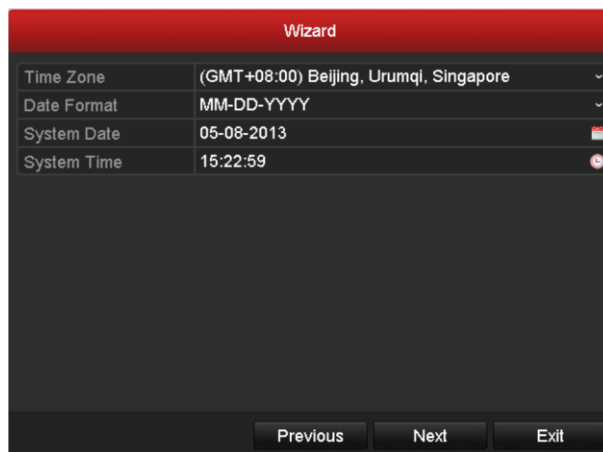 Wizard
Time Zone (GMT+08:00) Beijing, Urumqi, Singapore
Date Format MM-DD-YYYY
System Date 05-08-2013
System Time 15:22:59
Previous Next Exit